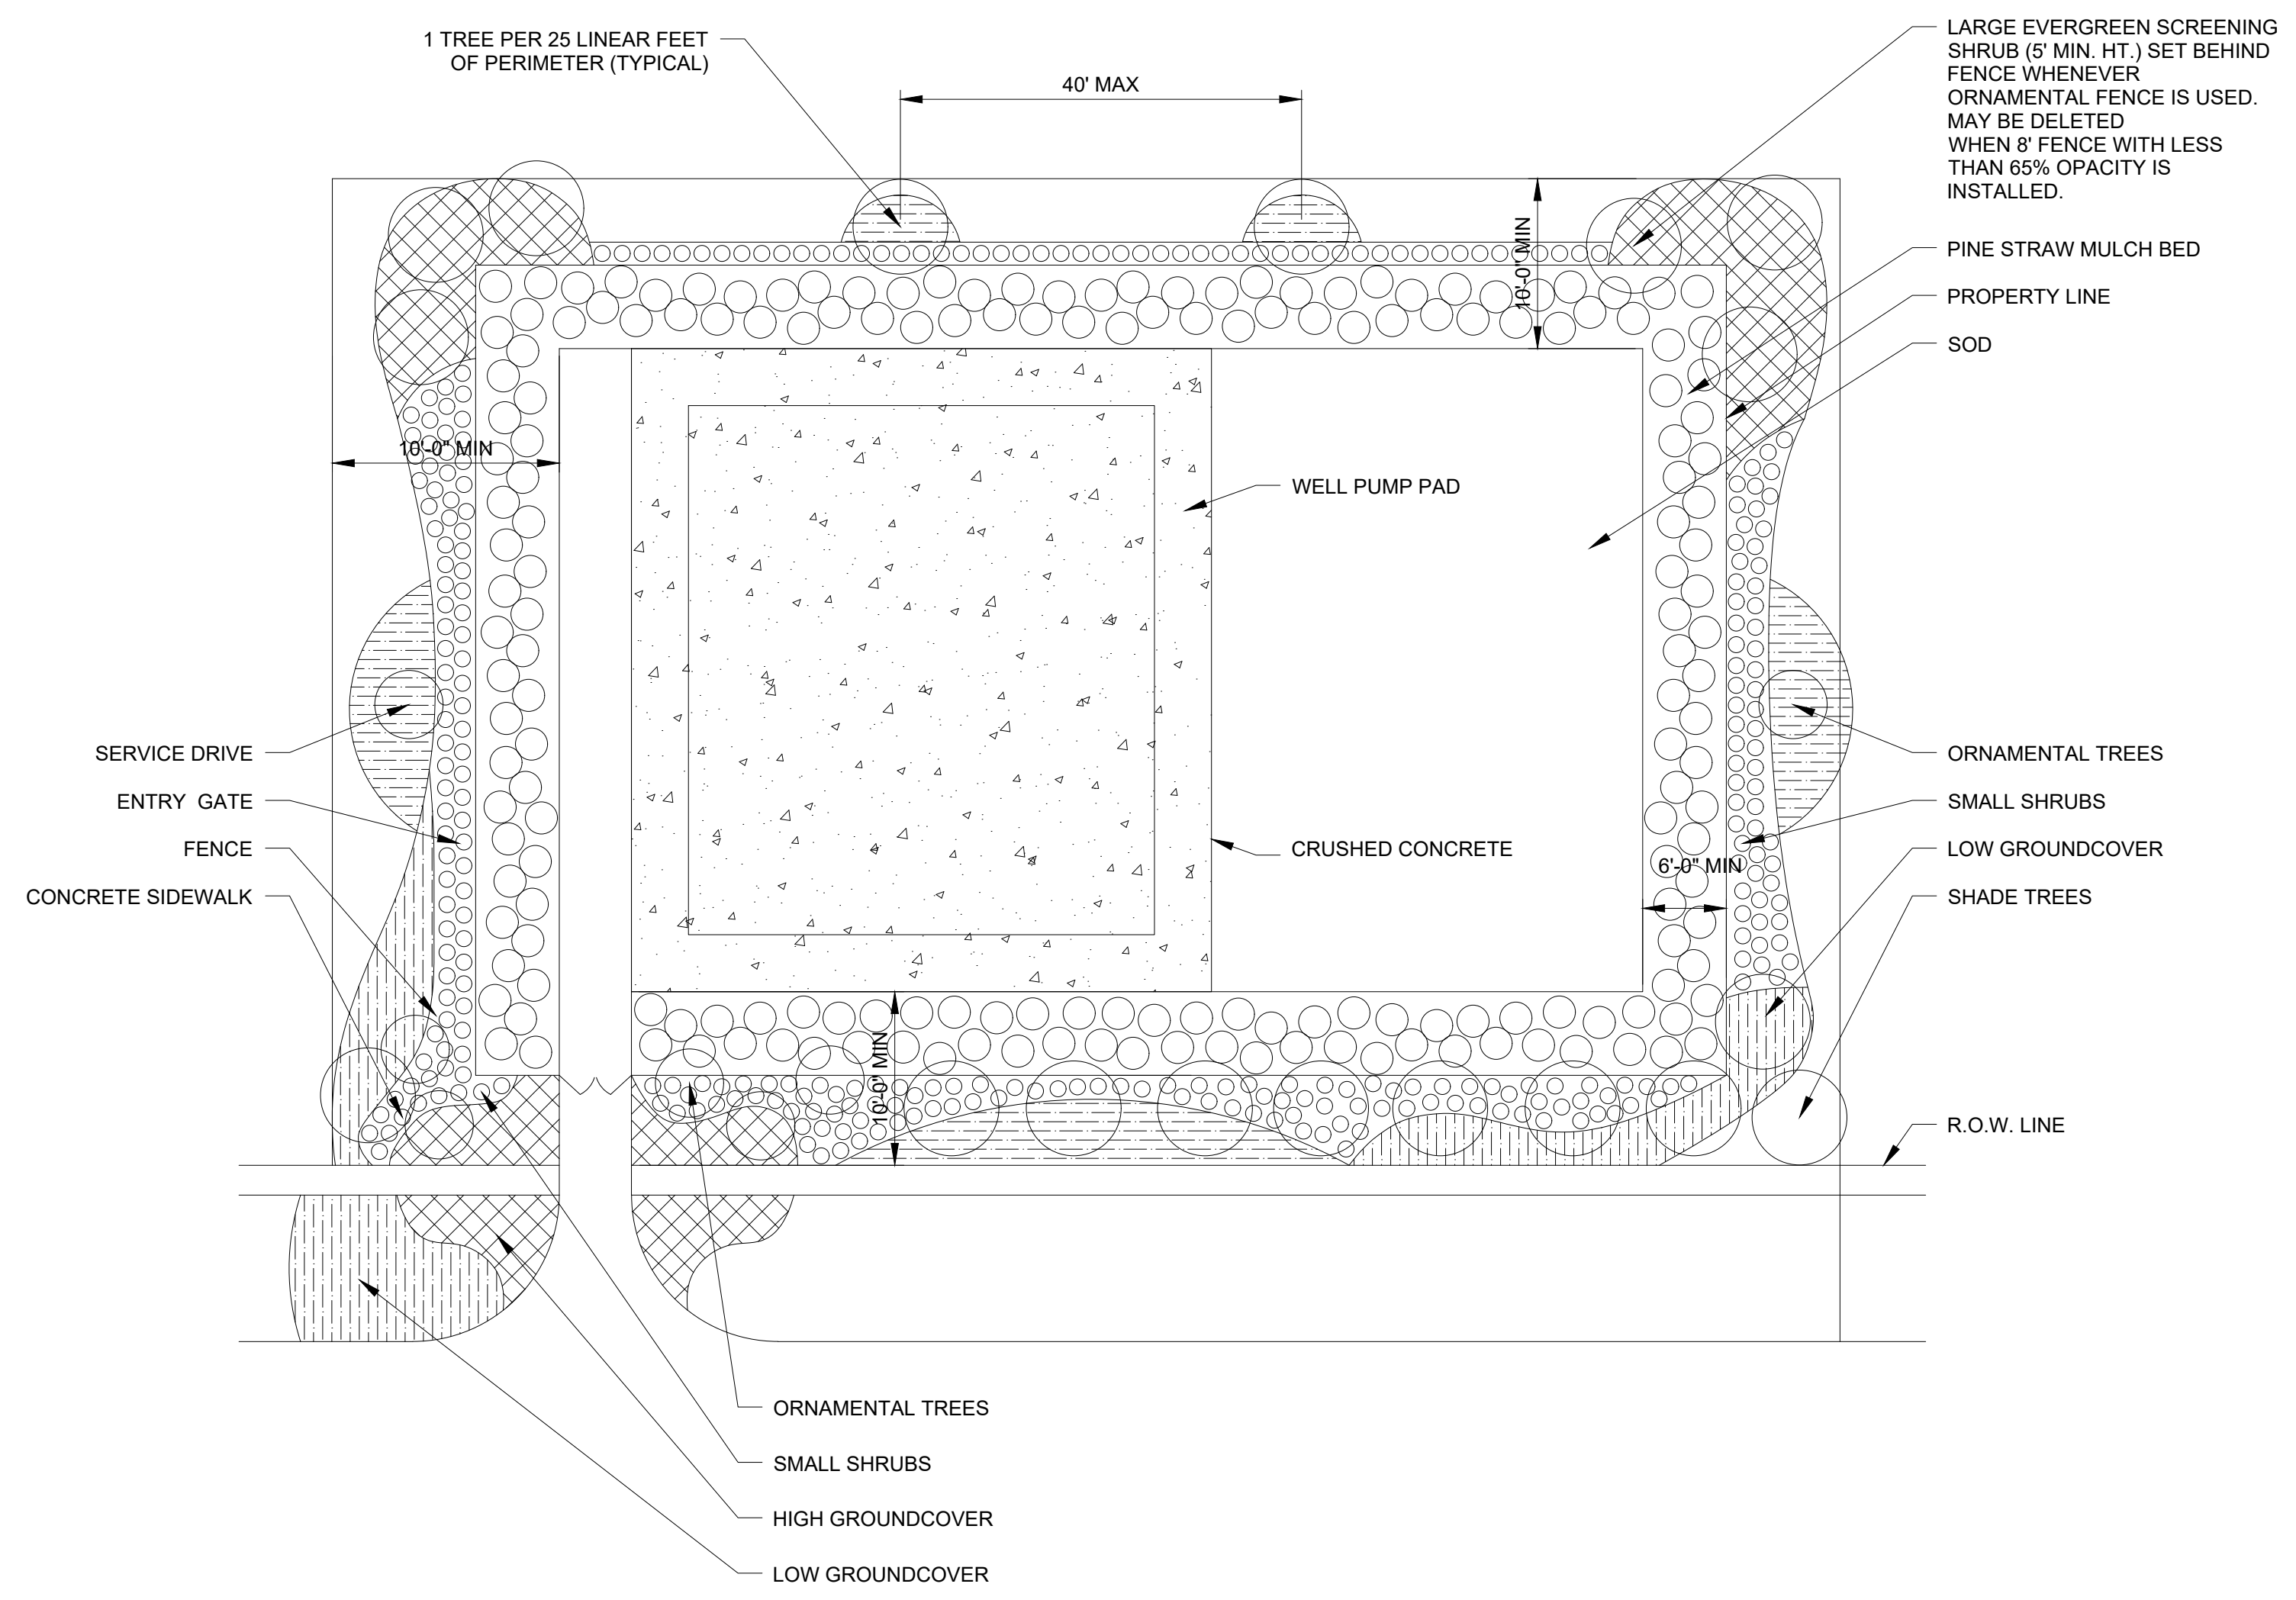 1 TREE PER 25 LINEAR FEET
OF PERIMETER (TYPICAL)
40' MAX
LARGE EVERGREEN SCREENING
SHRUB (5' MIN. HT.) SET BEHIND
FENCE WHENEVER
ORNAMENTAL FENCE IS USED.
MAY BE DELETED
WHEN 8' FENCE WITH LESS
THAN 65% OPACITY IS
INSTALLED.
10'-0" MIN
PINE STRAW MULCH BED
PROPERTY LINE
SOD
10'-0" MIN
WELL PUMP PAD
SERVICE DRIVE
ENTRY GATE
FENCE
CONCRETE SIDEWALK
CRUSHED CONCRETE
6'-0" MIN
ORNAMENTAL TREES
SMALL SHRUBS
LOW GROUNDCOVER
SHADE TREES
10'-0" MIN
R.O.W. LINE
ORNAMENTAL TREES
SMALL SHRUBS
HIGH GROUNDCOVER
LOW GROUNDCOVER